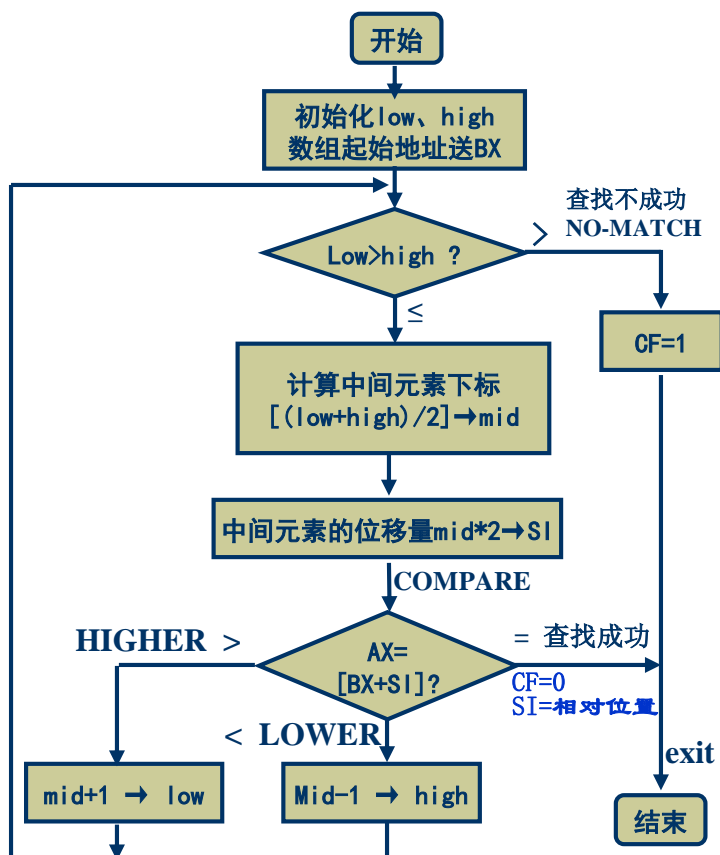 开始
初始化low、high
数组起始地址送BX
查找不成功
NO-MATCH
>
Low>high ?
≤
CF=1
计算中间元素下标
[(low+high)/2]→mid
中间元素的位移量mid*2→SI
COMPARE
HIGHER >
= 查找成功
AX=
[BX+SI]?
CF=0
SI=相对位置
< LOWER
exit
mid+1 → low
Mid-1 → high
结束